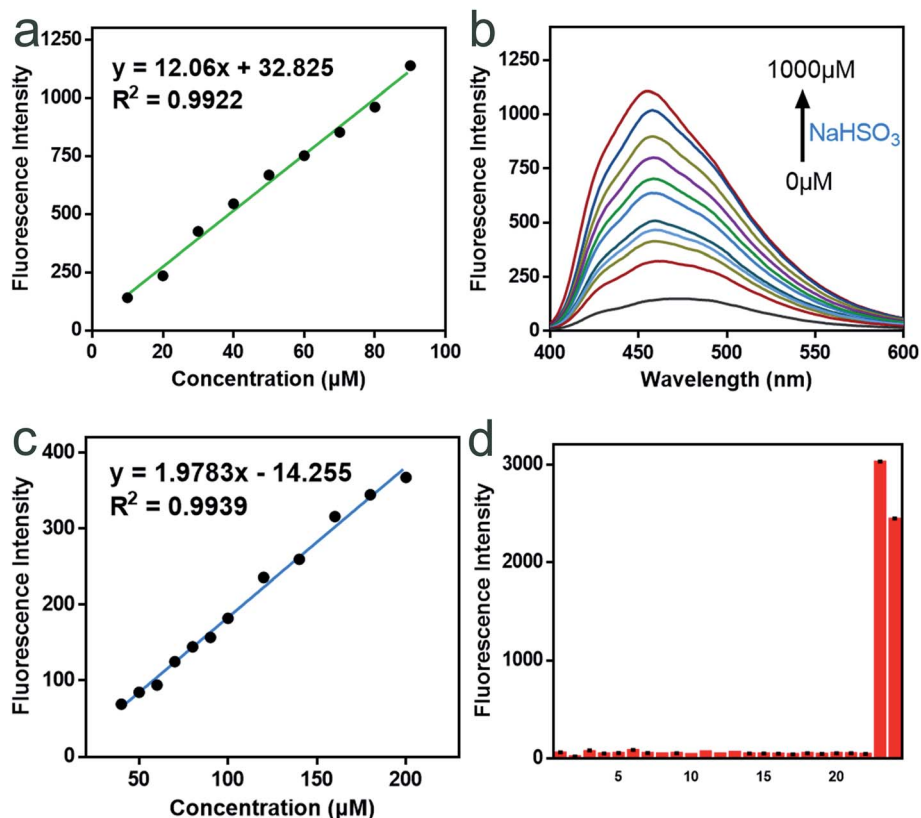 a
1250
1000
750
500
250
0
y = 12.06x + 32.825
R² = 0.9922
Fluorescence Intensity
0 20 40 60 80 100
Concentration (µM)
b
1250
1000
750
500
250
0
1000µM
NaHSO₃
0µM
Fluorescence Intensity
400 450 500 550 600
Wavelength (nm)
c
400
300
200
100
0
y = 1.9783x - 14.255
R² = 0.9939
Fluorescence Intensity
50 100 150 200
Concentration (µM)
d
3000
2000
1000
0
Fluorescence Intensity
5 10 15 20